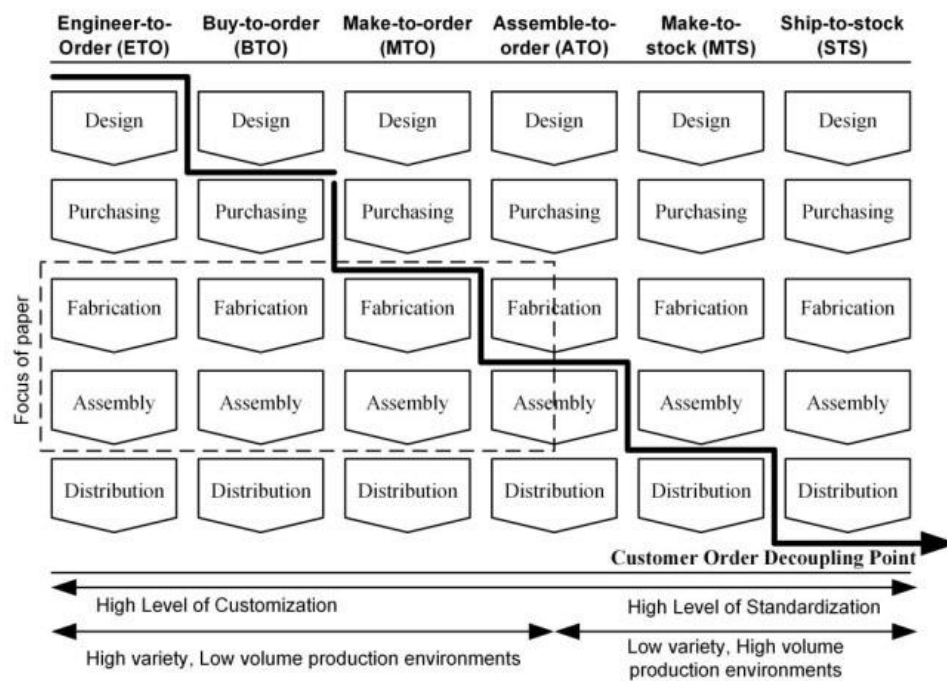 Engineer-to-Order (ETO)
Buy-to-order (BTO)
Make-to-order (MTO)
Assemble-to-order (ATO)
Make-to-stock (MTS)
Ship-to-stock (STS)
Design Design Design Design Design Design
Purchasing Purchasing Purchasing Purchasing Purchasing Purchasing
Focus of paper
Fabrication Fabrication Fabrication Fabrication Fabrication Fabrication
Assembly Assembly Assembly Assembly Assembly Assembly
Distribution Distribution Distribution Distribution Distribution Distribution
Customer Order Decoupling Point
High Level of Customization High Level of Standardization
High variety, Low volume production environments
Low variety, High volume
production environments